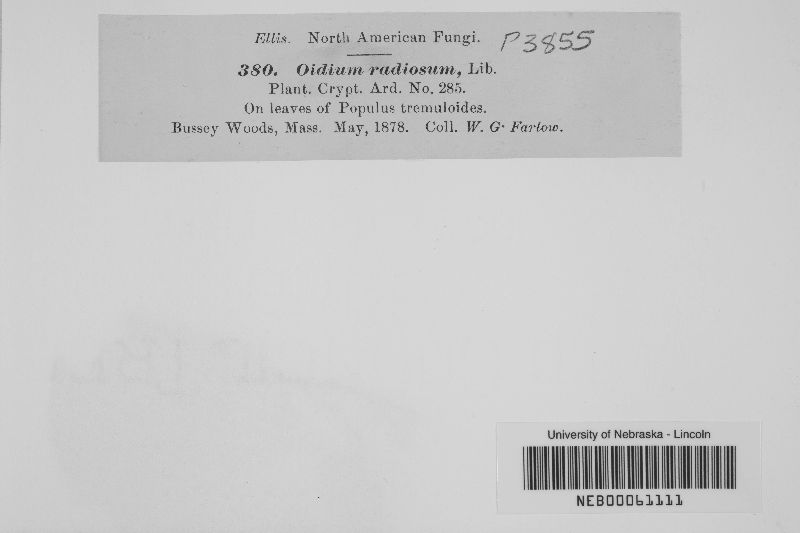 Ellis. North American Fungi. P3855
380. Oidium radiosum, Lib.
Plant. Crypt. Ard. No. 285.
On leaves of Populus tremuloides.
Bussey Woods, Mass. May, 1878. Coll. W. G. Farlow.
University of Nebraska - Lincoln
NEB00061111